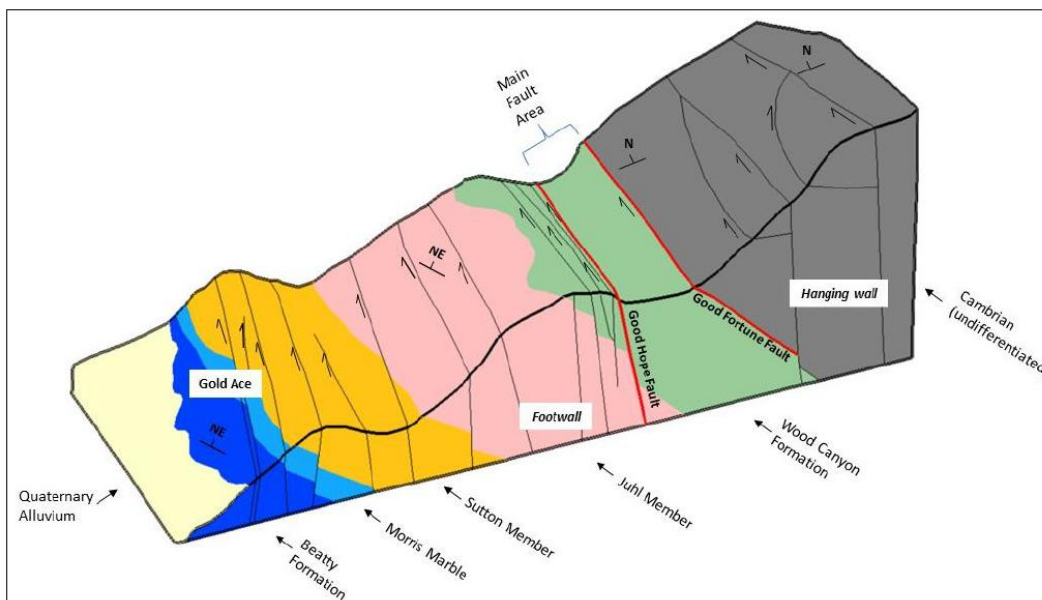 Main
Fault
Area
N
N
NE
Hanging wall
Good Fortune Fault
Good Hope Fault
Cambrian
(undifferentiated)
Gold Ace
NE
Footwall
Wood Canyon
Formation
Juhl Member
Sutton Member
Morris Marble
Beatty
Formation
Quaternary
Alluvium